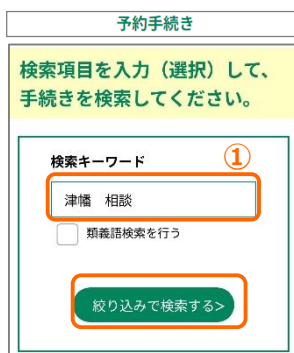 予約手続き
検索項目を入力（選択）して、
手続きを検索してください。
検索キーワード
①
津幡　相談
類義語検索を行う
絞り込みで検索する>